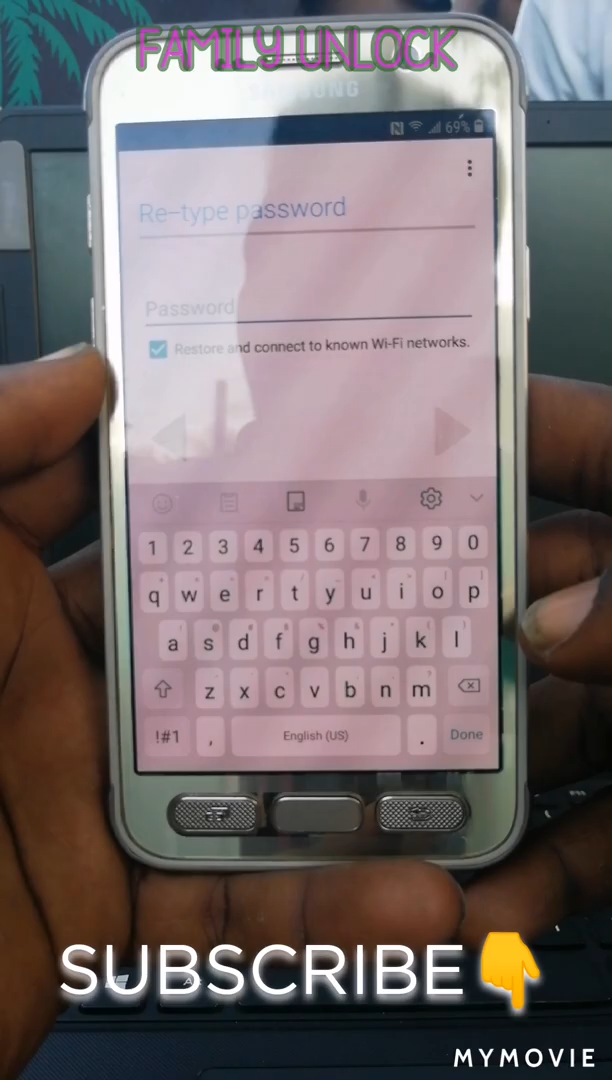 FAMILY UNLOCK
SAMSUNG
69%
Re-type password
Password
Restore and connect to known Wi-Fi networks.
1 2 3 4 5 6 7 8 9 0
q w e r t y u i o p
a s d f g h j k l
z x c v b n m
!#1 , English (US) . Done
SUBSCRIBE👇
MYMOVIE